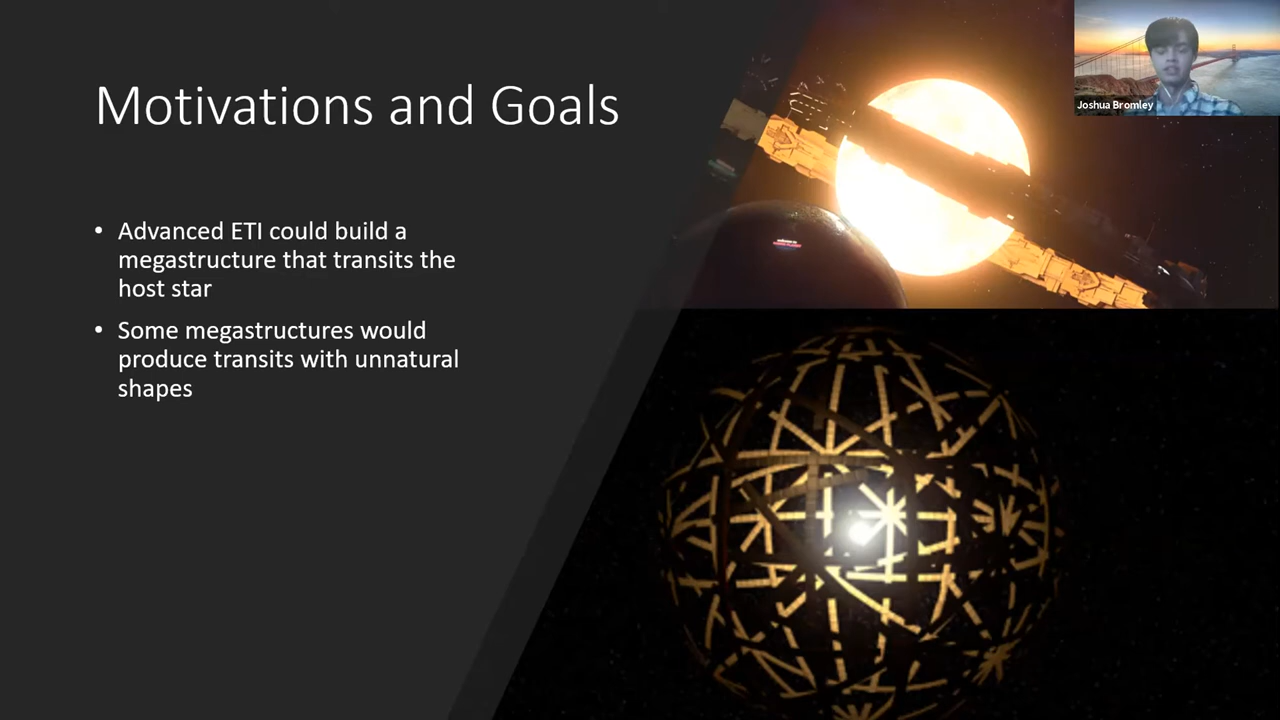 Motivations and Goals
• Advanced ETI could build a
megastructure that transits the
host star
• Some megastructures would
produce transits with unnatural
shapes
Joshua Bromley